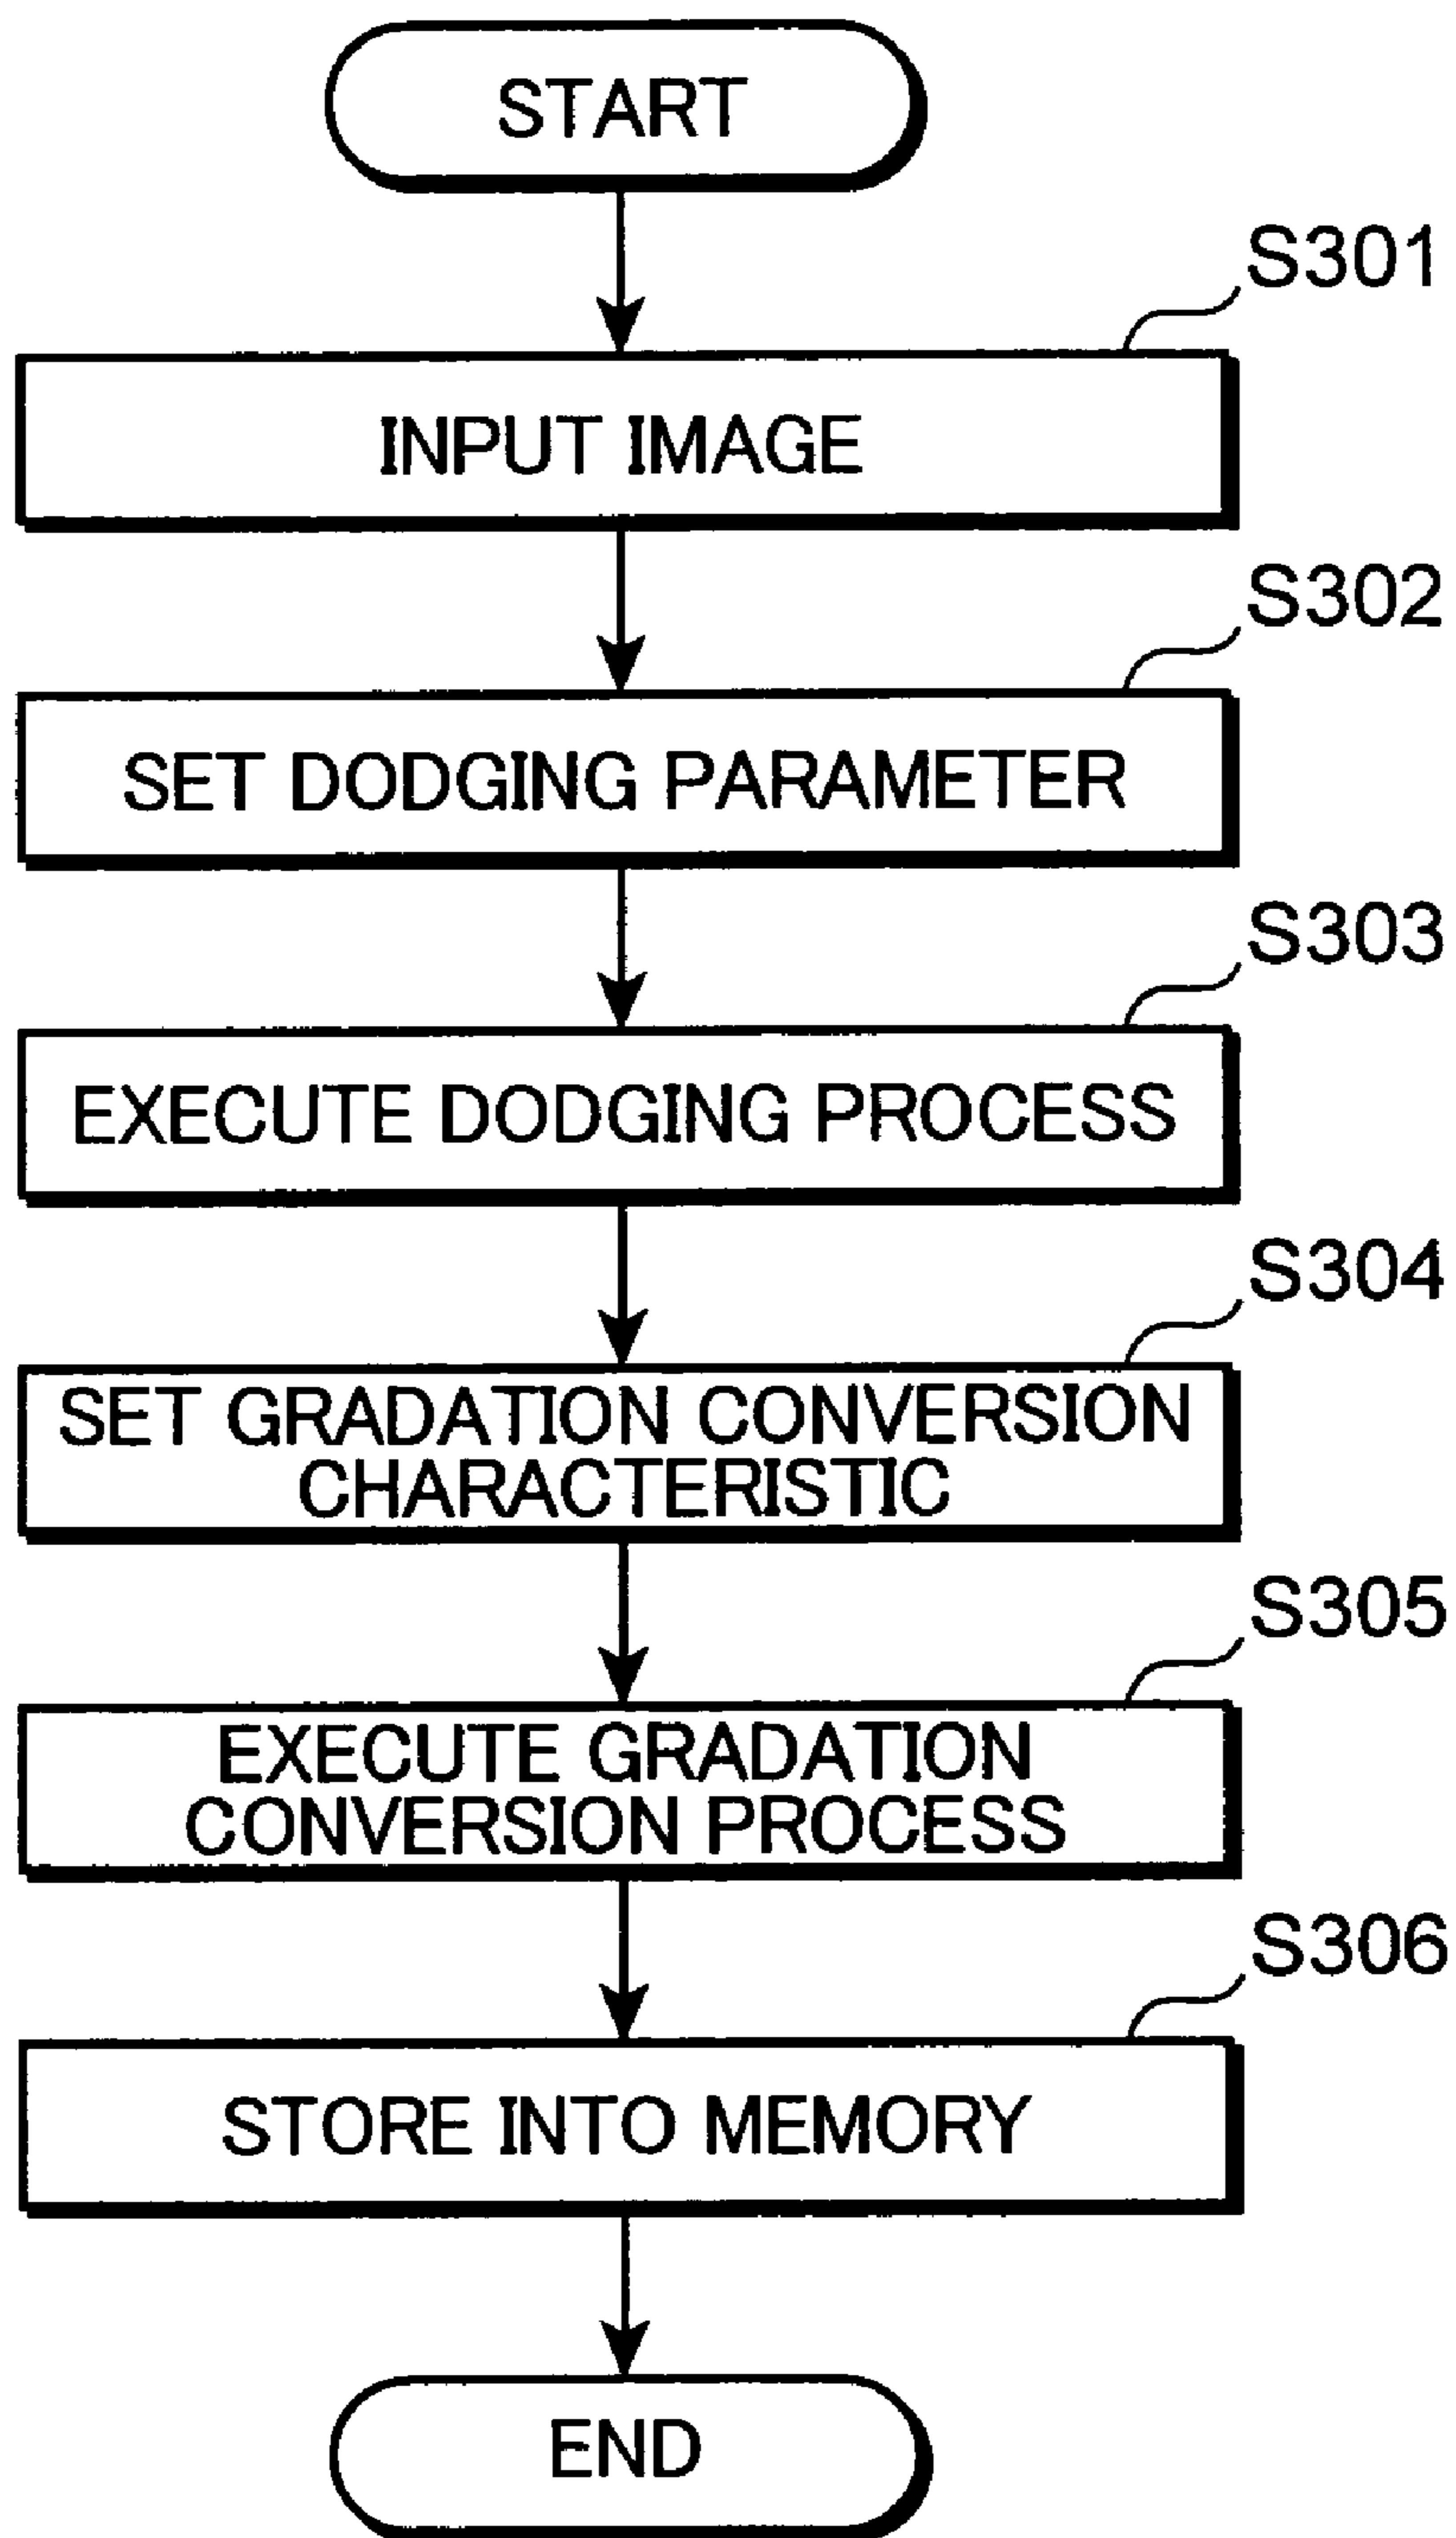 START
S301
INPUT IMAGE
S302
SET DODGING PARAMETER
S303
EXECUTE DODGING PROCESS
S304
SET GRADATION CONVERSION
CHARACTERISTIC
S305
EXECUTE GRADATION
CONVERSION PROCESS
S306
STORE INTO MEMORY
END